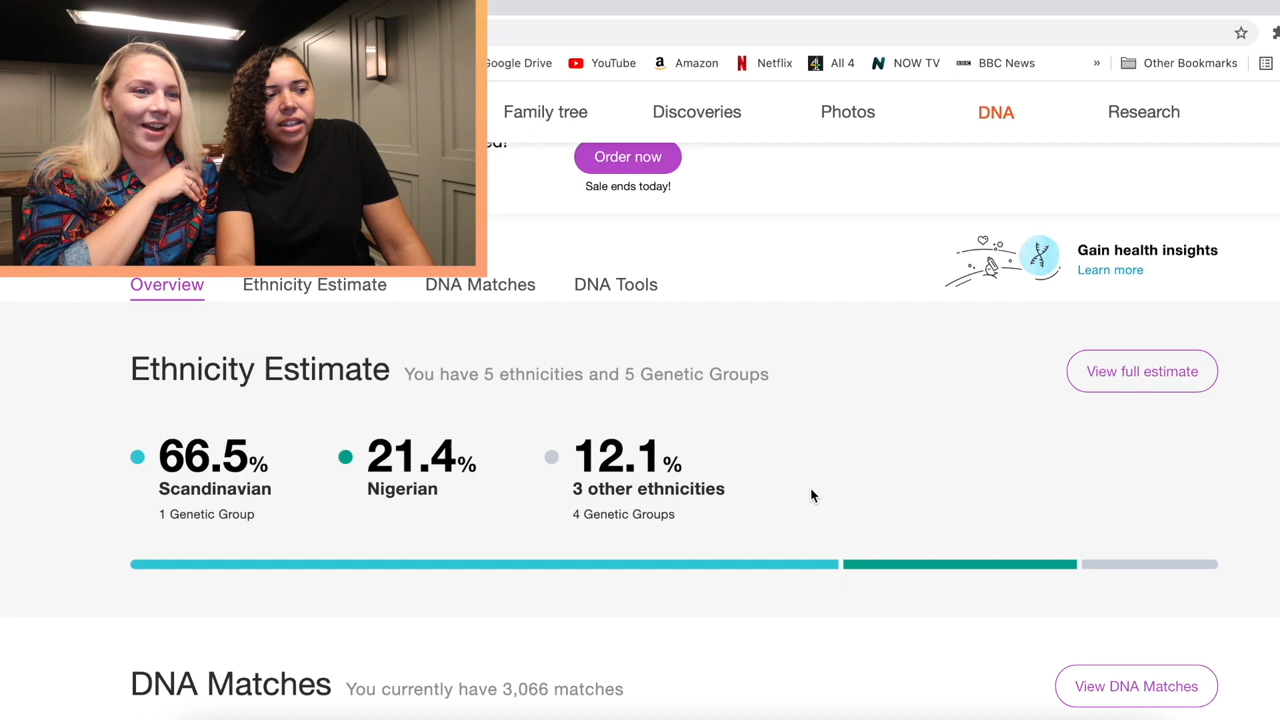 Google Drive YouTube Amazon Netflix All 4 NOW TV BBC News » Other Bookmarks
Family tree Discoveries Photos DNA Research
Order now
Sale ends today!
Gain health insights
Learn more
Overview Ethnicity Estimate DNA Matches DNA Tools
Ethnicity Estimate You have 5 ethnicities and 5 Genetic Groups View full estimate
66.5% 21.4% 12.1%
Scandinavian Nigerian 3 other ethnicities
1 Genetic Group 4 Genetic Groups
DNA Matches You currently have 3,066 matches View DNA Matches